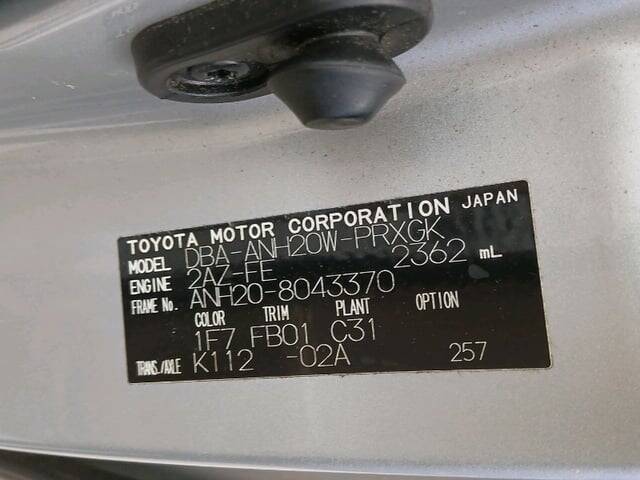 TOYOTA MOTOR CORPORATION JAPAN
MODEL DBA-ANH20W-PRXGK
ENGINE 2AZ-FE 2362 mL
FRAME No. ANH20-8043370
COLOR TRIM PLANT OPTION
1F7 FB01 C31
TRANS./AXLE K112 -02A 257